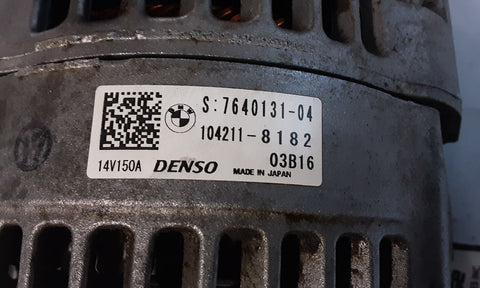 S:7640131-04
104211-8182
03B16
14V150A DENSO MADE IN JAPAN